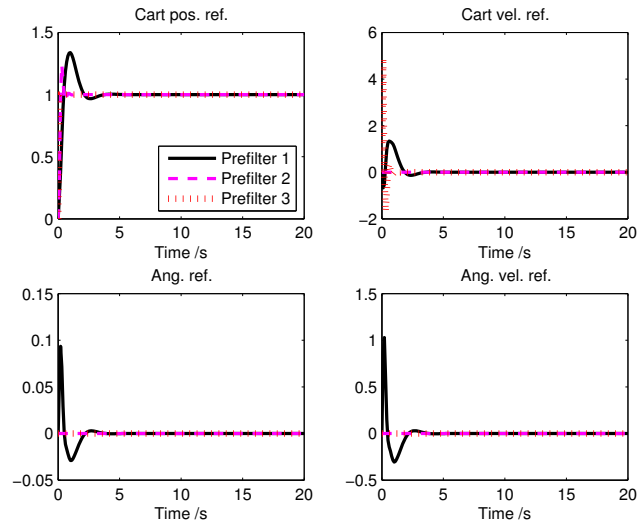 Cart pos. ref.
1.5
1
0.5
0
0 5 10 15 20
Time /s
Prefilter 1
Prefilter 2
Prefilter 3
Cart vel. ref.
6
4
2
0
−2
0 5 10 15 20
Time /s
Ang. ref.
0.15
0.1
0.05
0
−0.05
0 5 10 15 20
Time /s
Ang. vel. ref.
1.5
1
0.5
0
−0.5
0 5 10 15 20
Time /s